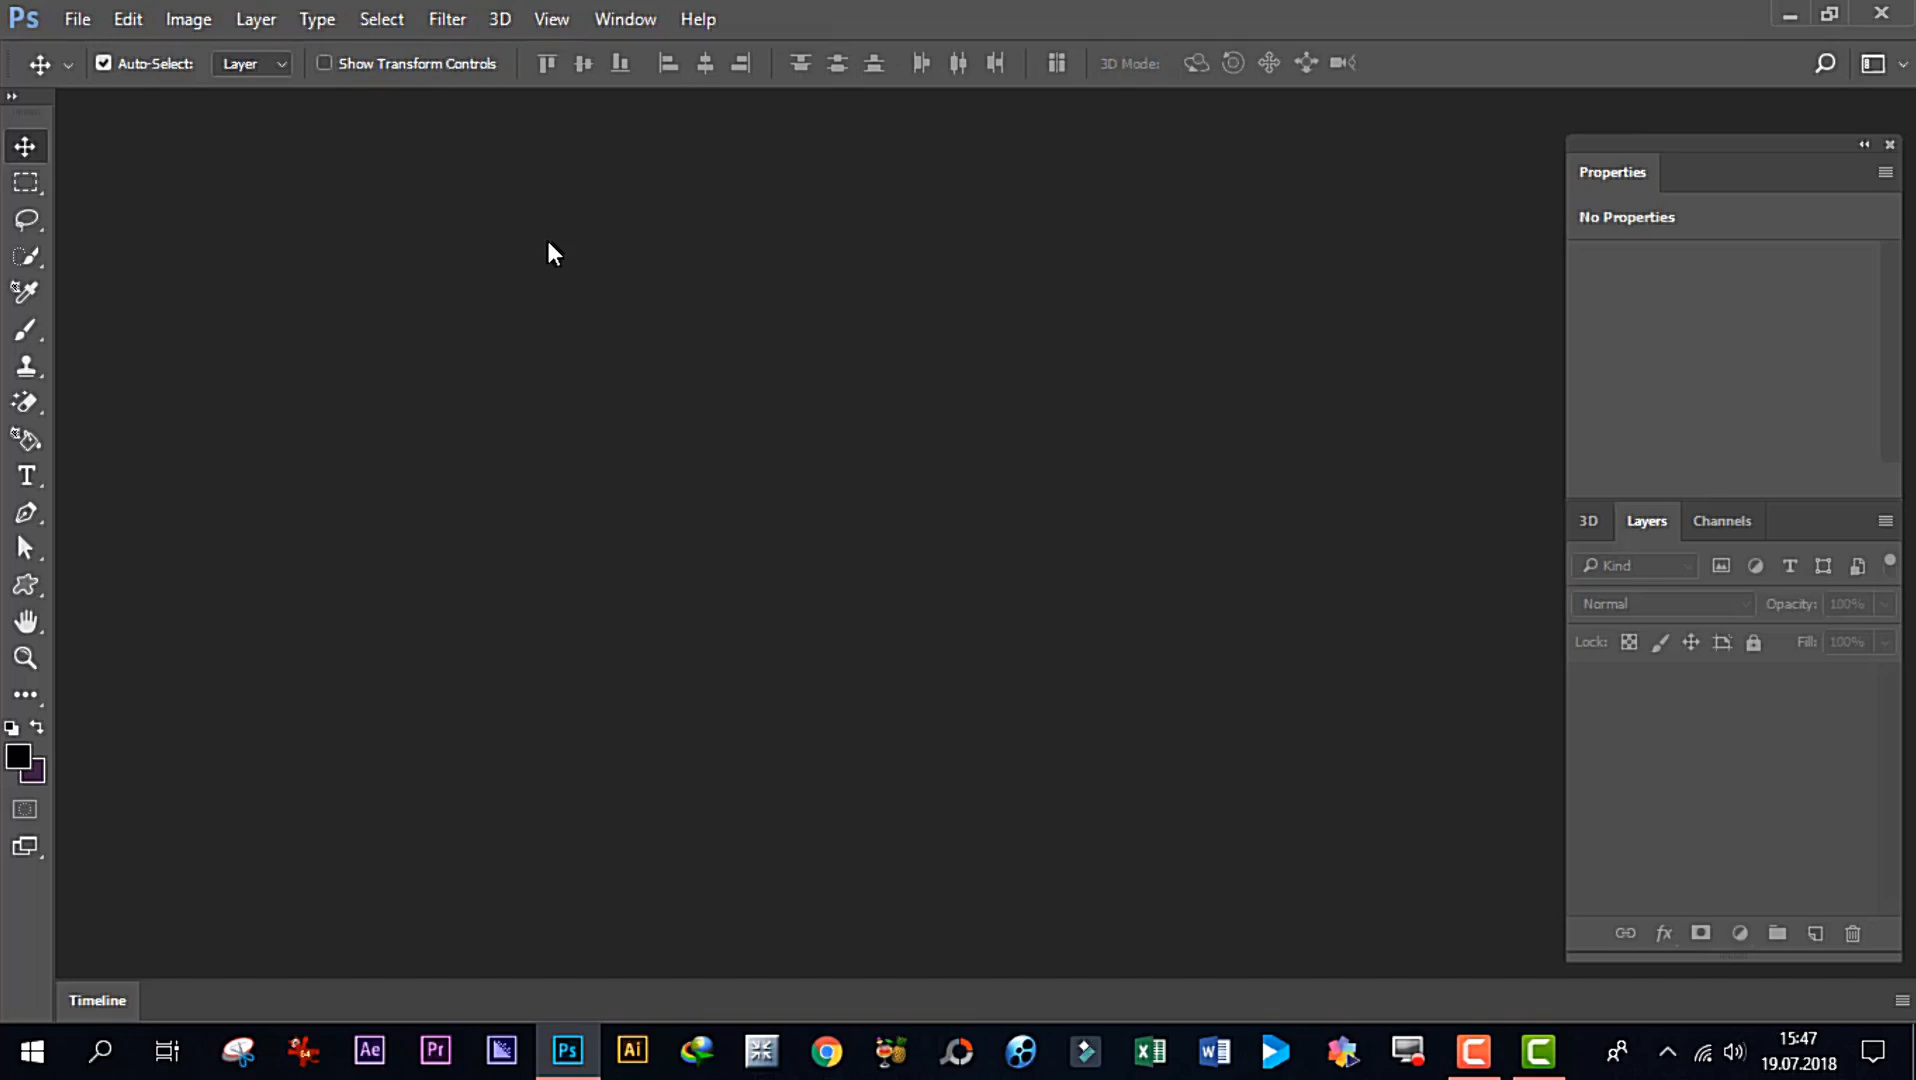 Ps File Edit Image Layer Type Select Filter 3D View Window Help
Auto-Select: Layer Show Transform Controls 3D Mode:
Properties
No Properties
3D Layers Channels
Kind T
Normal Opacity: 100%
Lock: Fill: 100%
fx
T
Timeline
Ae Pr Ps Ai
15:47
19.07.2018